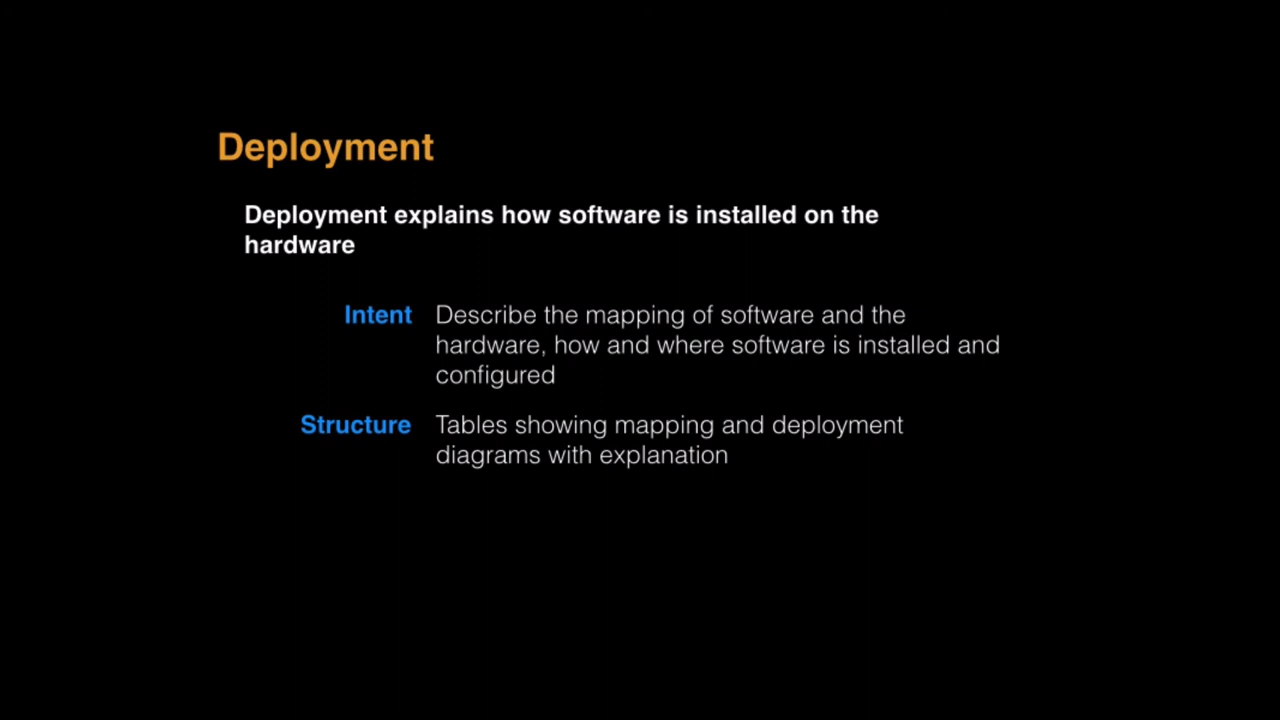 Deployment
Deployment explains how software is installed on the
hardware
Intent Describe the mapping of software and the
hardware, how and where software is installed and
configured
Structure Tables showing mapping and deployment
diagrams with explanation